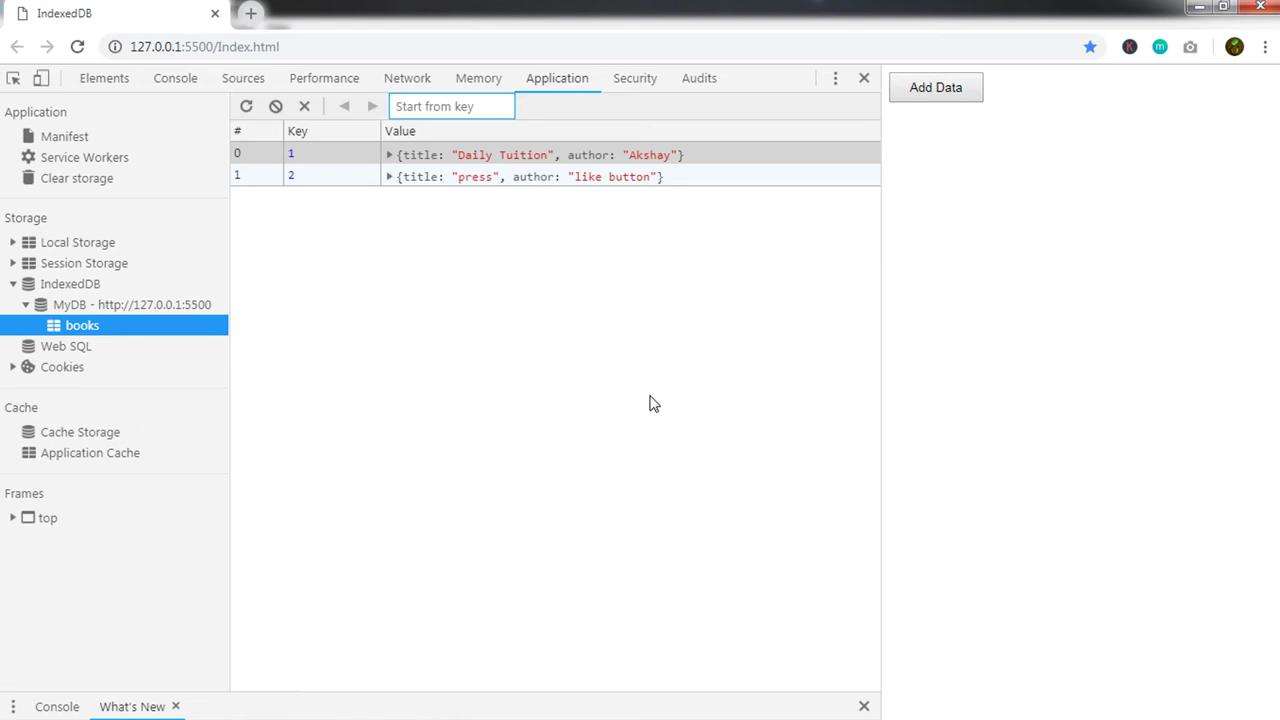 IndexedDB
127.0.0.1:5500/Index.html
Elements Console Sources Performance Network Memory Application Security Audits
Add Data
Application
Manifest
Service Workers
Clear storage
Storage
Local Storage
Session Storage
IndexedDB
MyDB - http://127.0.0.1:5500
books
Web SQL
Cookies
Cache
Cache Storage
Application Cache
Frames
top
Start from key
# Key Value
0 1 {title: "Daily Tuition", author: "Akshay"}
1 2 {title: "press", author: "like button"}
Console What's New